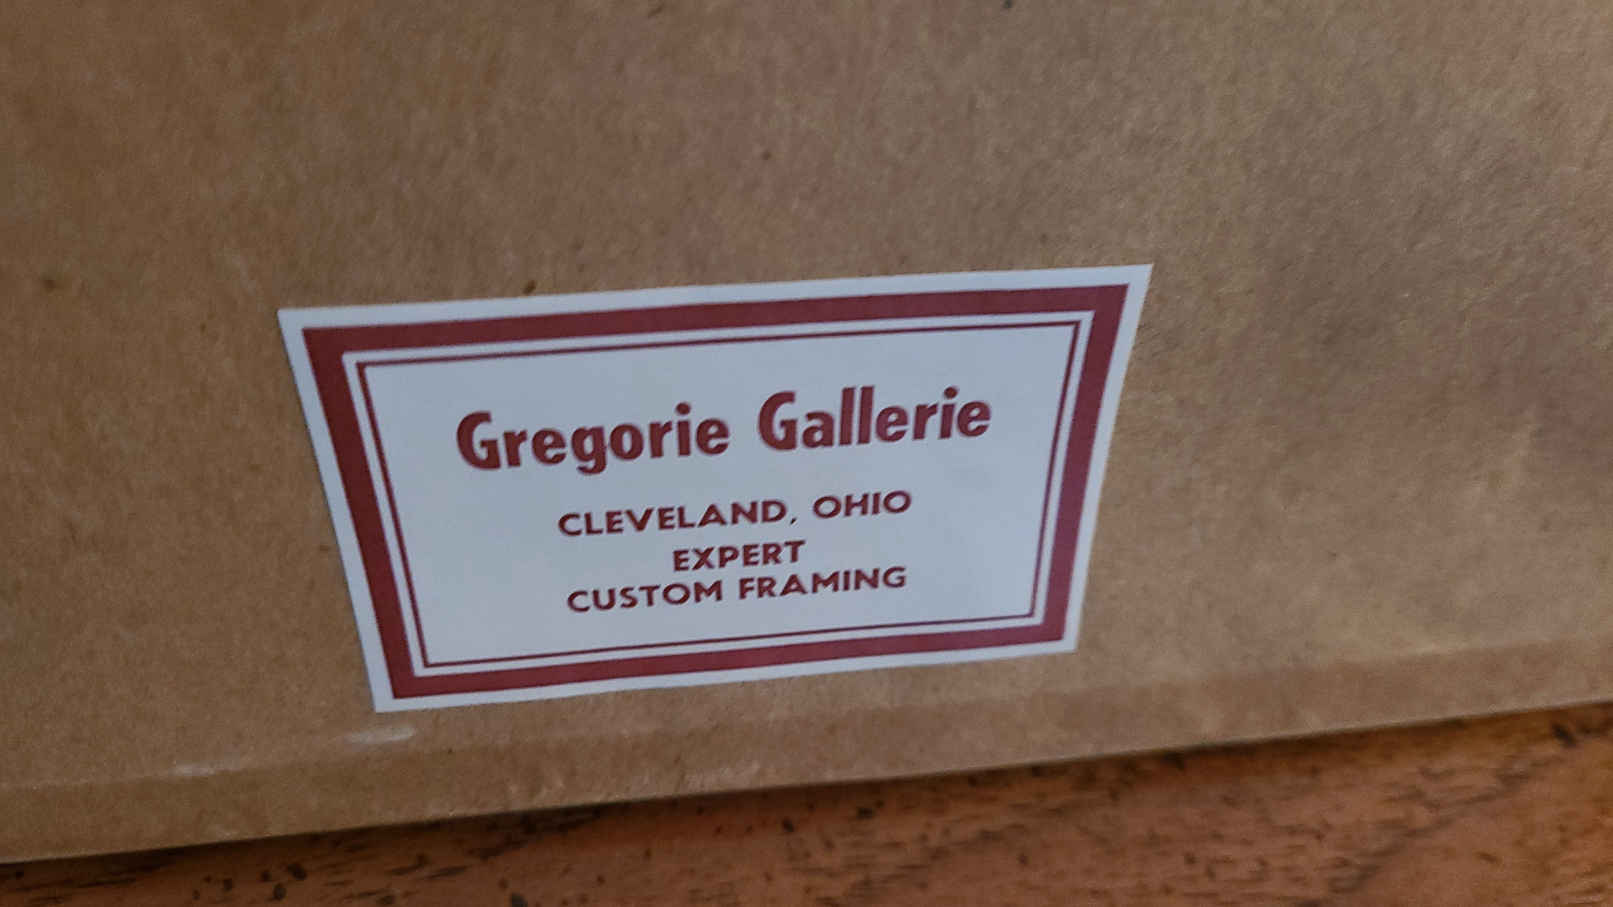 Gregorie Gallerie
CLEVELAND, OHIO
EXPERT
CUSTOM FRAMING